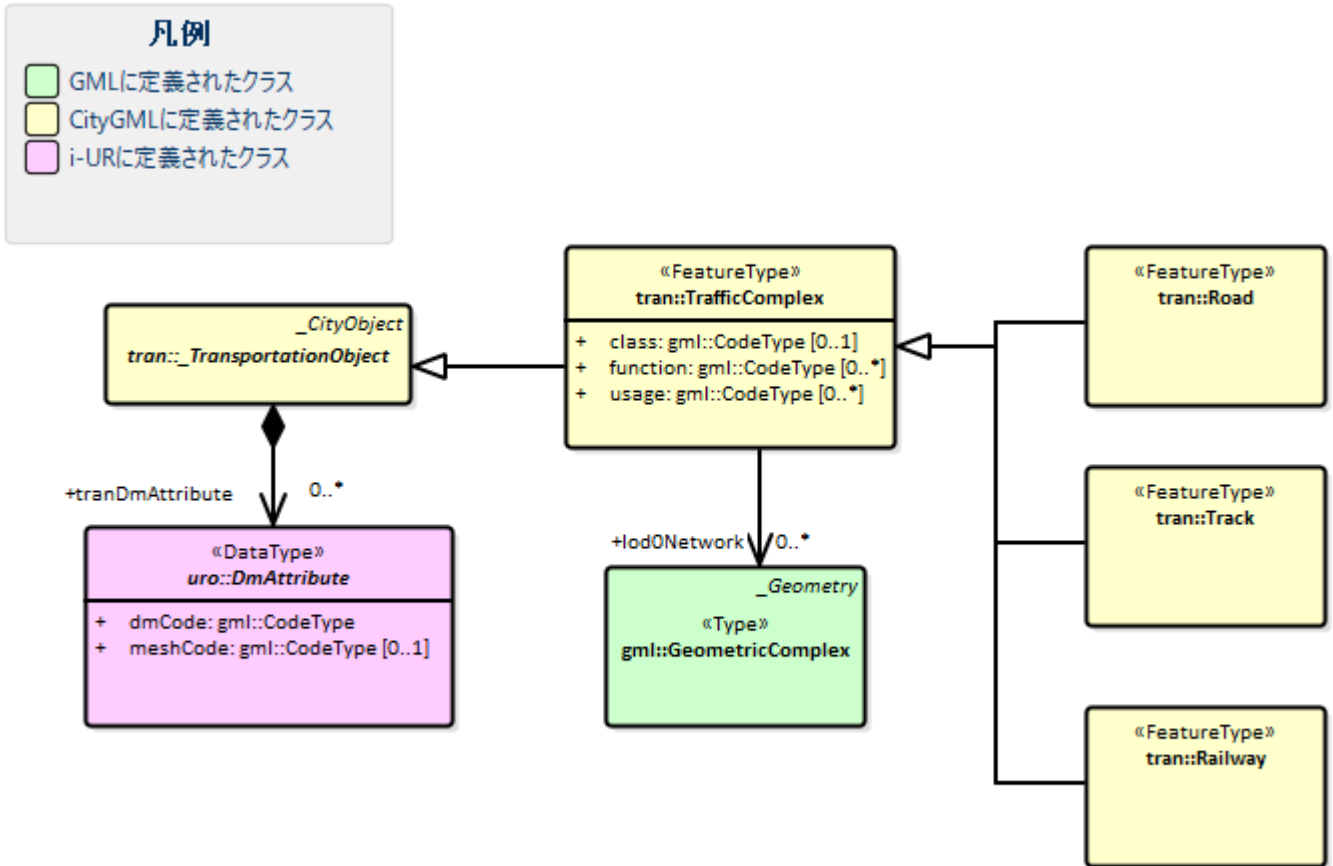 凡例
GMLに定義されたクラス
CityGMLに定義されたクラス
i-URに定義されたクラス
_CityObject
tran::_TransportationObject
«FeatureType»
tran::TrafficComplex
+ class: gml::CodeType [0..1]
+ function: gml::CodeType [0..*]
+ usage: gml::CodeType [0..*]
«FeatureType»
tran::Road
+tranDmAttribute 0..*
«DataType»
uro::DmAttribute
+ dmCode: gml::CodeType
+ meshCode: gml::CodeType [0..1]
+lod0Network 0..*
_Geometry
«Type»
gml::GeometricComplex
«FeatureType»
tran::Track
«FeatureType»
tran::Railway